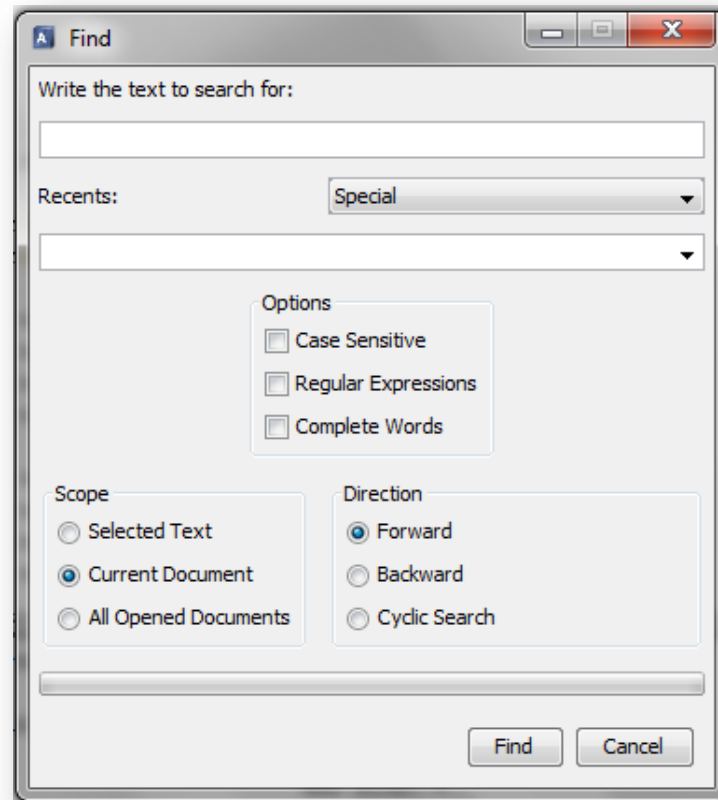 Find
Write the text to search for:
Recents:
Special
Options
Case Sensitive
Regular Expressions
Complete Words
Scope
Selected Text
Current Document
All Opened Documents
Direction
Forward
Backward
Cyclic Search
Find
Cancel